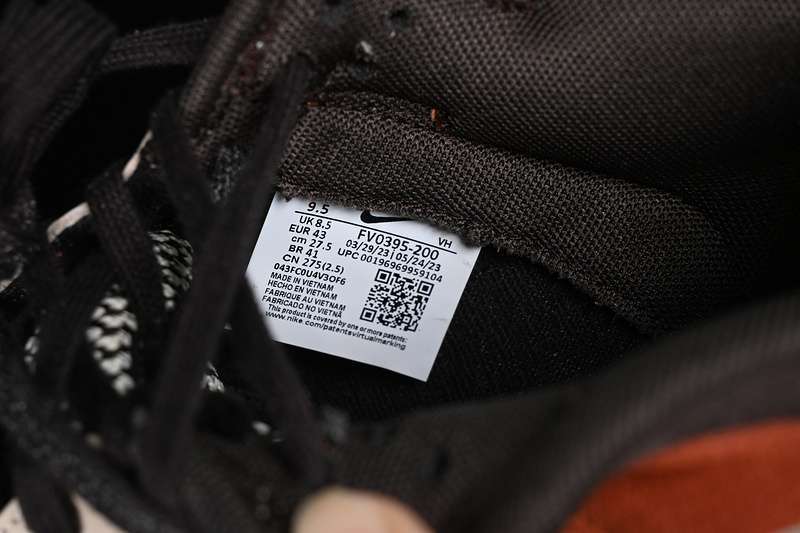 9.5
UK 8.5
EUR 43
cm 27.5
BR 41
CN 275(2.5)
FV0395-200 VH
03/29/23 | 05/24/23
UPC 00196969959104
043FC0U4V3OF6
MADE IN VIETNAM
HECHO EN VIETNAM
FABRIQUE AU VIETNAM
FABRICADO NO VIETNÃ
This product is covered by one or more patents:
www.nike.com/patentsvirtualmarking